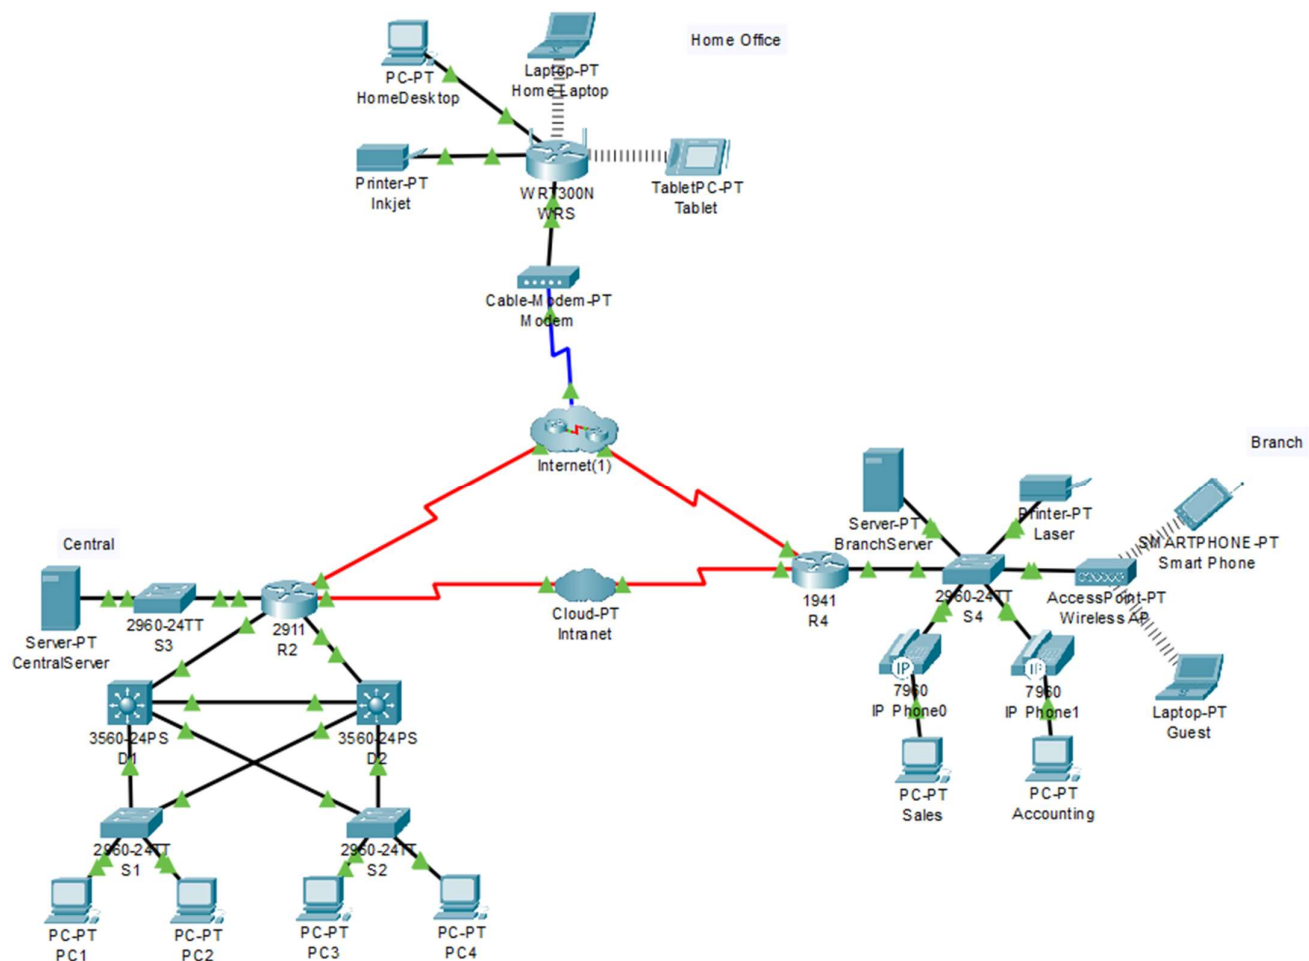 Home Office
PC-PT
HomeDesktop
Laptop-PT
Home Laptop
Printer-PT
Inkjet
WRT300N
WRS
TabletPC-PT
Tablet
Cable-Modem-PT
Modem
Internet(1)
Branch
Server-PT
BranchServer
Printer-PT
Laser
SMARTPHONE-PT
Smart Phone
Central
Server-PT
CentralServer
2960-24TT
S3
2911
R2
Cloud-PT
Intranet
1941
R4
2960-24TT
S4
AccessPoint-PT
Wireless AP
IP
7960
IP Phone0
IP
7960
IP Phone1
Laptop-PT
Guest
3560-24PS
D1
3560-24PS
D2
PC-PT
Sales
PC-PT
Accounting
2960-24TT
S1
2960-24TT
S2
PC-PT
PC1
PC-PT
PC2
PC-PT
PC3
PC-PT
PC4